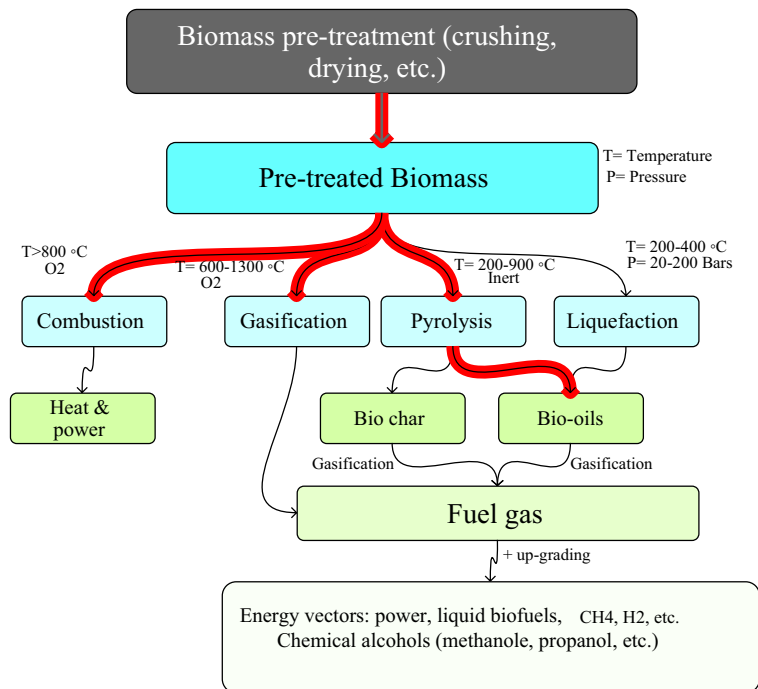 Biomass pre-treatment (crushing,
drying, etc.)
Pre-treated Biomass
T= Temperature
P= Pressure
T>800 °C
O2
T= 600-1300 °C
O2
T= 200-900 °C
Inert
T= 200-400 °C
P= 20-200 Bars
Combustion
Gasification
Pyrolysis
Liquefaction
Heat &
power
Bio char
Bio-oils
Gasification
Gasification
Fuel gas
+ up-grading
Energy vectors: power, liquid biofuels, CH4, H2, etc.
Chemical alcohols (methanole, propanol, etc.)